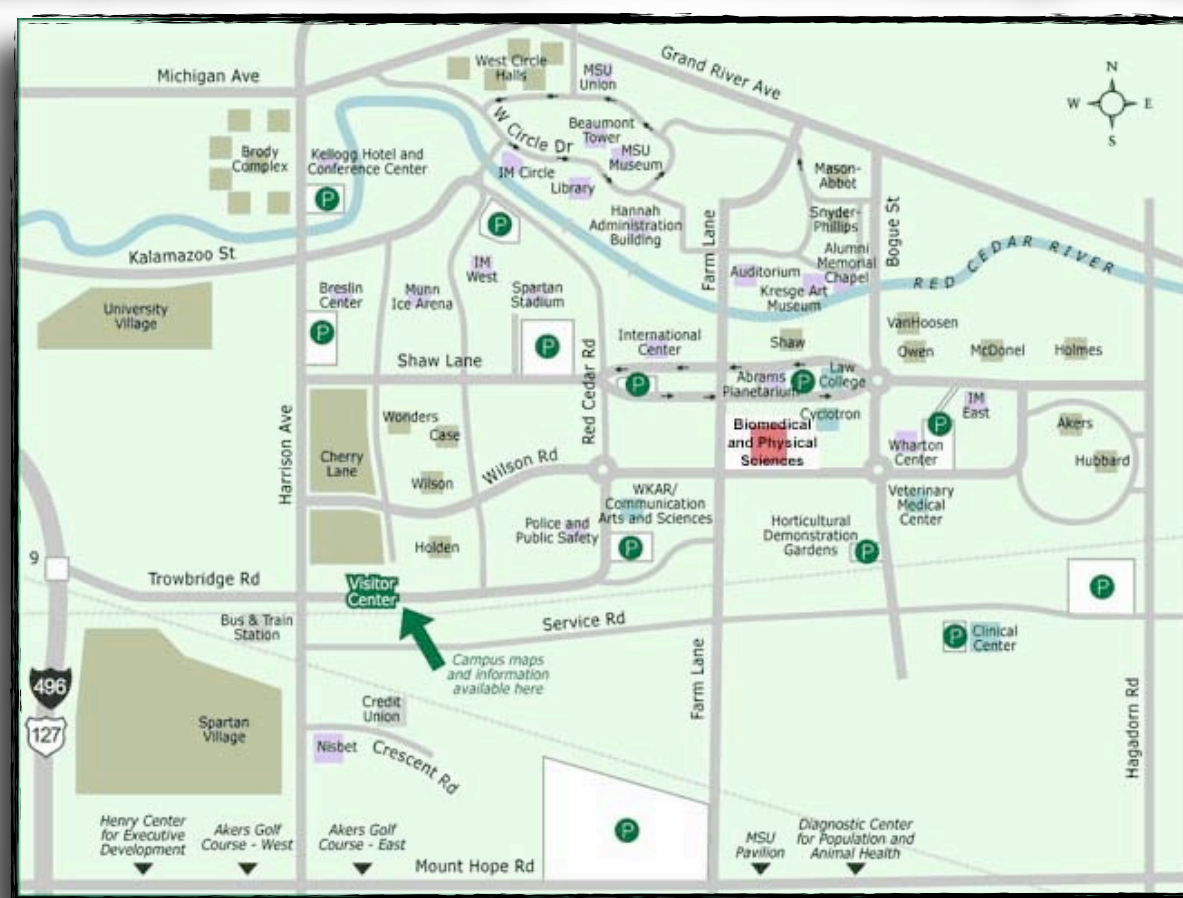 Michigan Ave
West Circle
Halls
MSU
Union
Grand River Ave
N
W
E
S
W Circle Dr
Beaumont
Tower
MSU
Museum
Brody
Complex
Kellogg Hotel and
Conference Center
P
IM Circle
Library
Mason-
Abbot
P
Hannah
Administration
Building
Snyder-
Phillips
Bogue St
Farm Lane
Kalamazoo St
Alumni
Memorial
Chapel
Auditorium
Kresge Art
Museum
RED CEDAR RIVER
University
Village
Breslin
Center
P
Munn
Ice Arena
IM
West
Spartan
Stadium
P
Shaw Lane
Red Cedar Rd
International
Center
P
Shaw
VanHoosen
Owen
McDonel
Holmes
Abrams
Planetarium
P
Law
College
Cyclotron
Biomedical
and Physical
Sciences
P
IM
East
Wharton
Center
Akers
Hubbard
Harrison Ave
Cherry
Lane
Wonders
Case
Wilson
Wilson Rd
Holden
Police and
Public Safety
WKAR/
Communication
Arts and Sciences
P
Horticultural
Demonstration
Gardens
P
Veterinary
Medical
Center
9
Trowbridge Rd
Visitor
Center
P
Bus & Train
Station
Service Rd
P
Clinical
Center
Campus maps
and information
available here
496
127
Spartan
Village
Credit
Union
Nisbet
Crescent Rd
Farm Lane
Hagadorn Rd
Henry Center
for Executive
Development
Akers Golf
Course - West
Akers Golf
Course - East
P
MSU
Pavilion
Diagnostic Center
for Population and
Animal Health
Mount Hope Rd